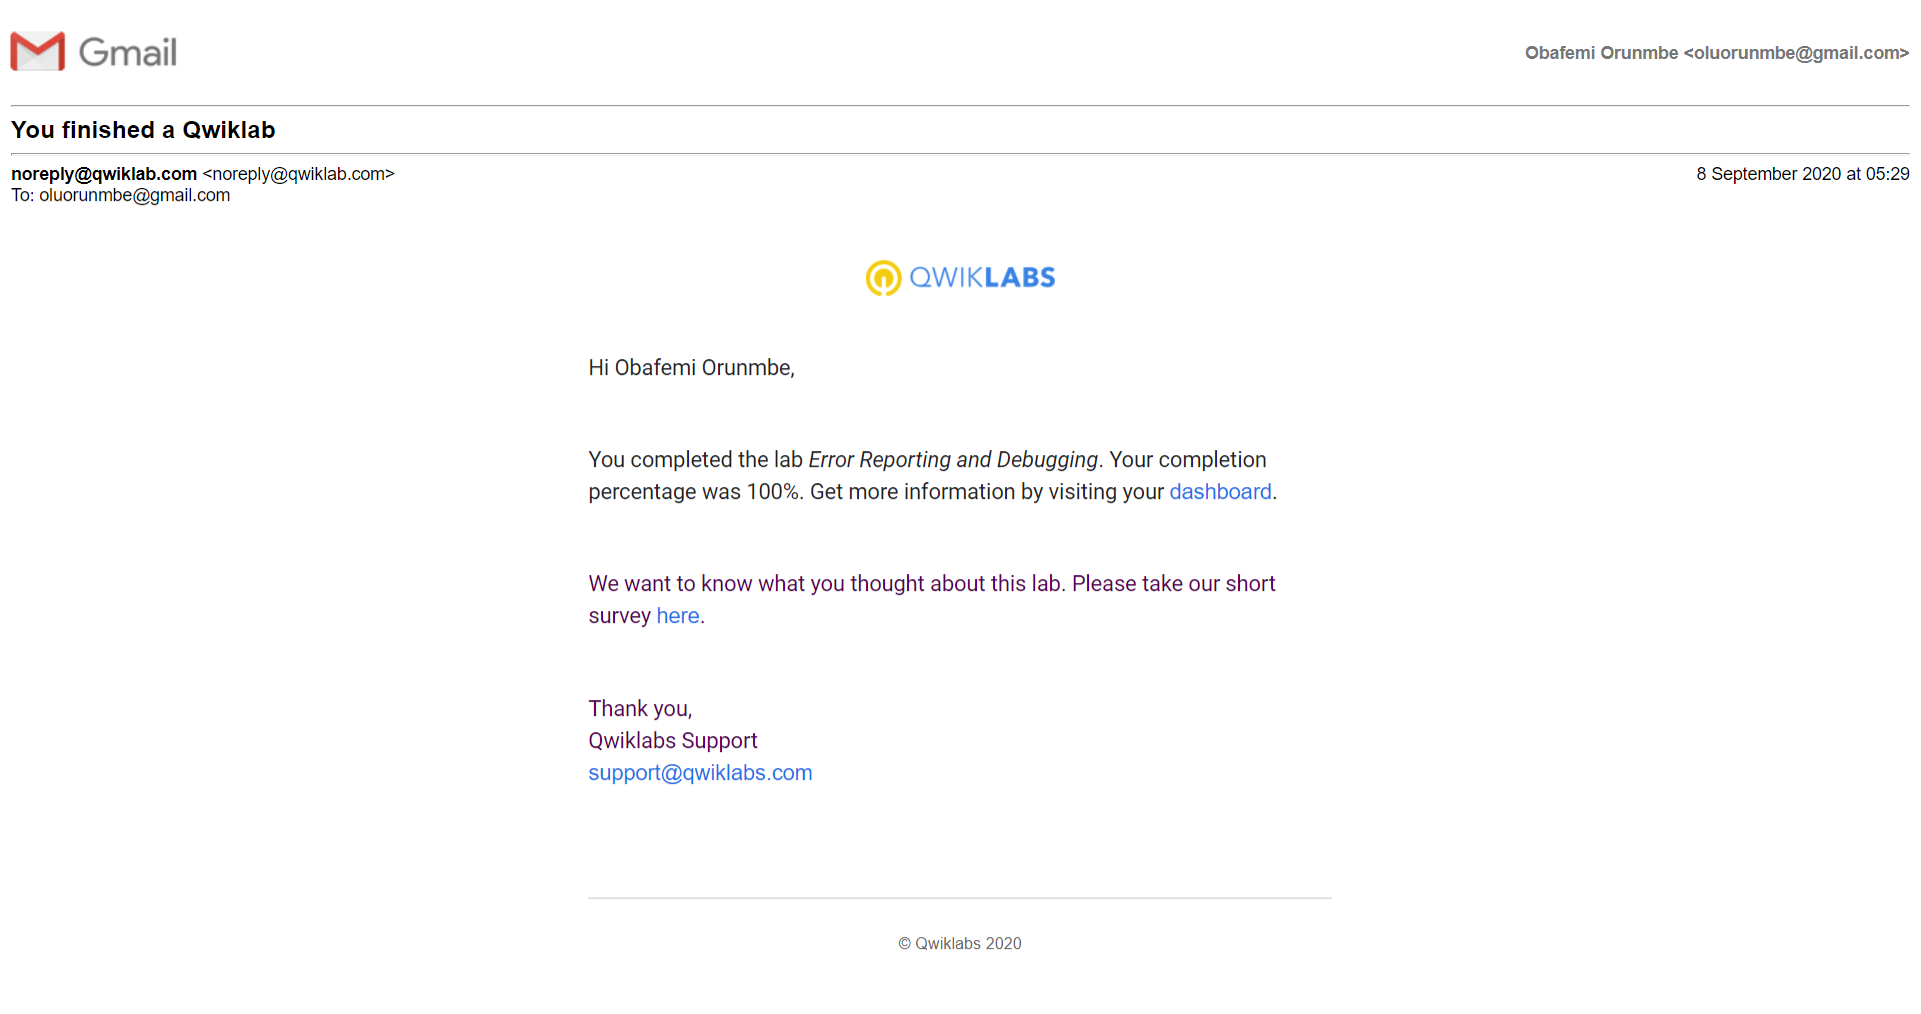 Gmail
Obafemi Orunmbe <oluorunmbe@gmail.com>
You finished a Qwiklab
noreply@qwiklab.com <noreply@qwiklab.com>
8 September 2020 at 05:29
To: oluorunmbe@gmail.com
QWIKLABS
Hi Obafemi Orunmbe,
You completed the lab Error Reporting and Debugging. Your completion
percentage was 100%. Get more information by visiting your dashboard.
We want to know what you thought about this lab. Please take our short
survey here.
Thank you,
Qwiklabs Support
support@qwiklabs.com
© Qwiklabs 2020